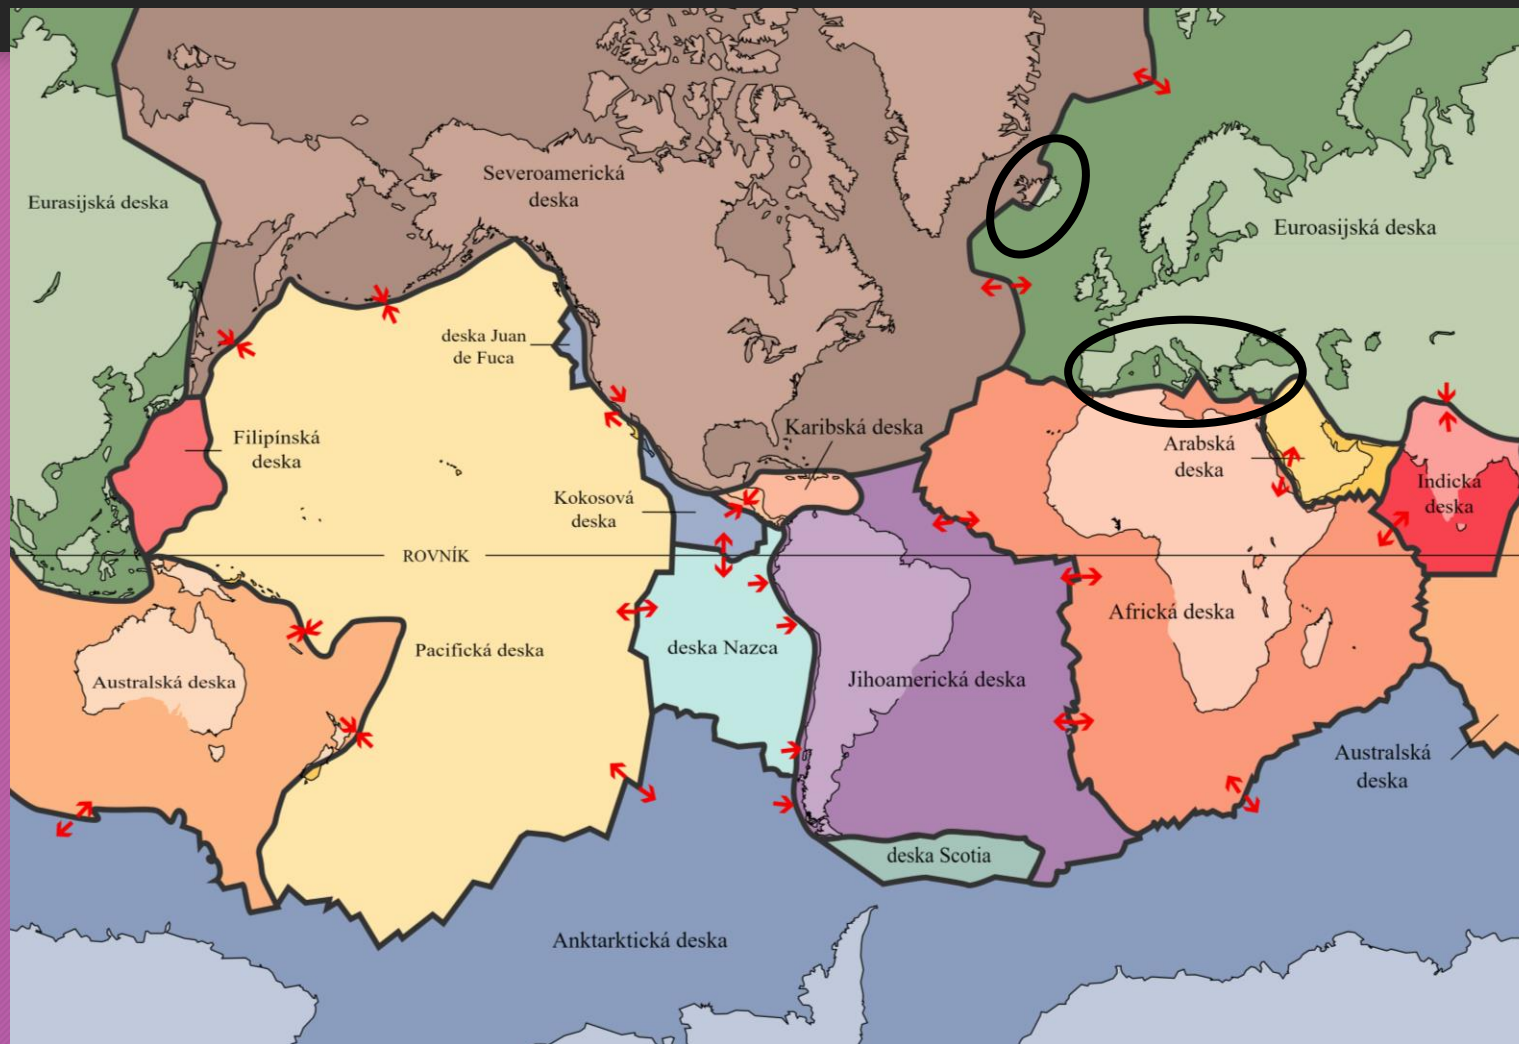 Severoamerická
deska
Eurasijská deska
Euroasijská deska
deska Juan
de Fuca
Filipínská
deska
Karibská deska
Arabská
deska
Kokosová
deska
Indická
deska
ROVNÍK
Africká deska
Pacifická deska
deska Nazca
Jihoamerická deska
Australská deska
Australská
deska
deska Scotia
Anktarktická deska